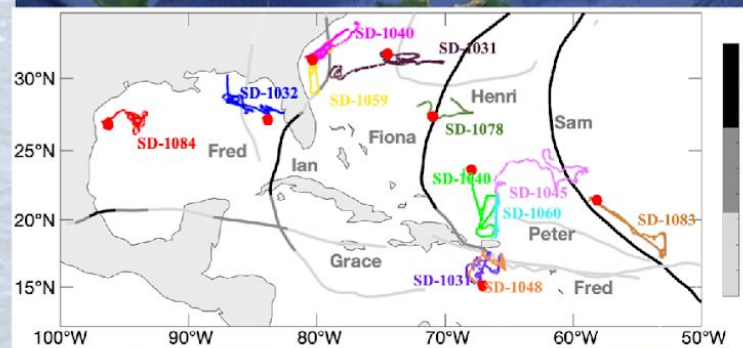 SD-1040
SD-1031
30°N
SD-1032
SD-1059
Henri
SD-1078
Sam
SD-1084
Fred
Fiona
25°N
Ian
SD-1040
SD-1045
SD-1060
SD-1083
20°N
Peter
Grace
SD-1031
SD-1048
Fred
15°N
100°W 90°W 80°W 70°W 60°W 50°W